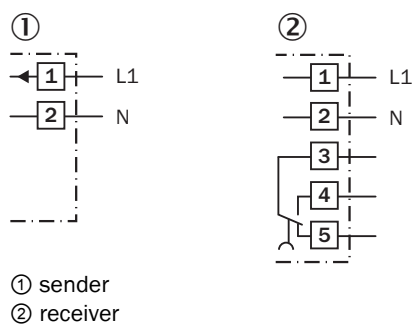 ① ②
1 L1 1 L1
2 N 2 N
3
4
5
① sender
② receiver